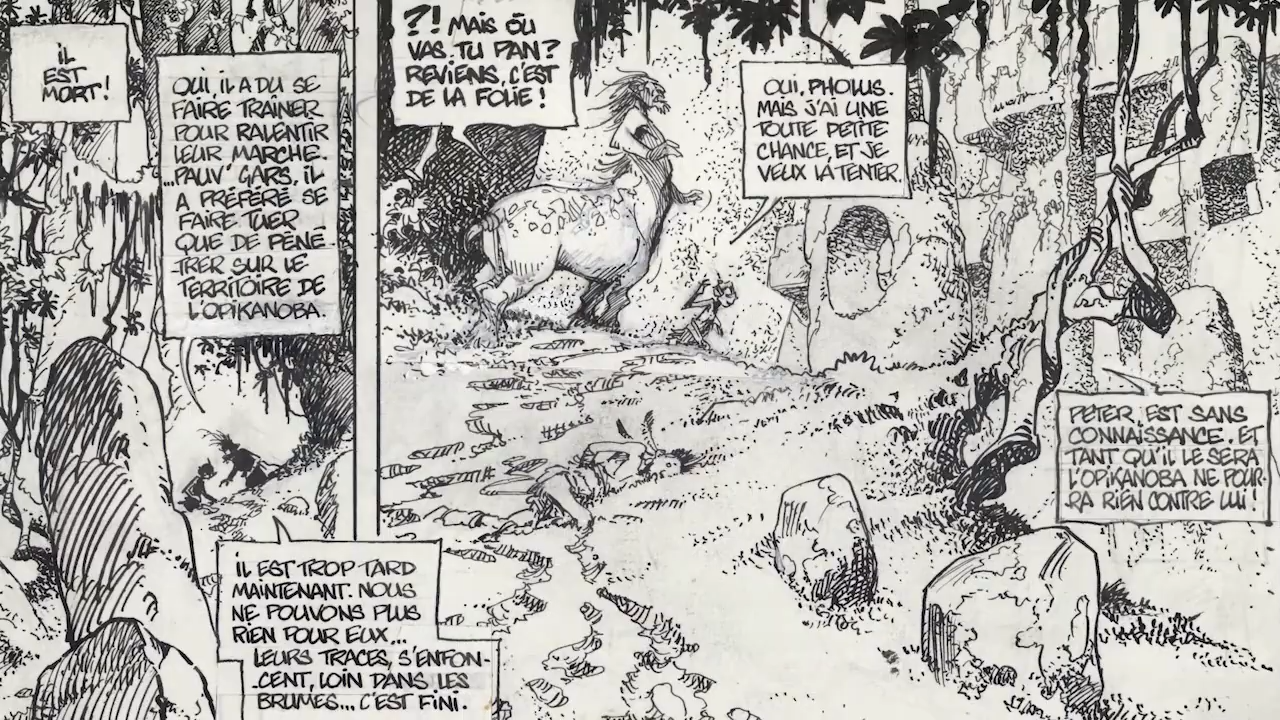 IL
EST
MORT!
OUI, IL A DU SE
FAIRE TRAINER
POUR RALENTIR
LEUR MARCHE.
...PAUV' GARS, IL
A PRÉFÉRÉ SE
FAIRE TUER
QUE DE PÉNÉ-
TRER SUR LE
TERRITOIRE DE
L'OPIKANOBA.
IL EST TROP TARD
MAINTENANT. NOUS
NE POUVONS PLUS
RIEN POUR EUX...
LEURS TRACES, S'ENFON-
CENT, LOIN DANS LES
BRUMES... C'EST FINI.
?! MAIS OÙ
VAS. TU PAN?
REVIENS. C'EST
DE LA FOLIE!
OUI, PHOLUS.
MAIS J'AI UNE
TOUTE PETITE
CHANCE, ET JE
VEUX LA TENTER.
PETER, EST SANS
CONNAISSANCE. ET
TANT QU'IL LE SERA
L'OPIKANOBA NE POUR-
RA RIEN CONTRE LUI!